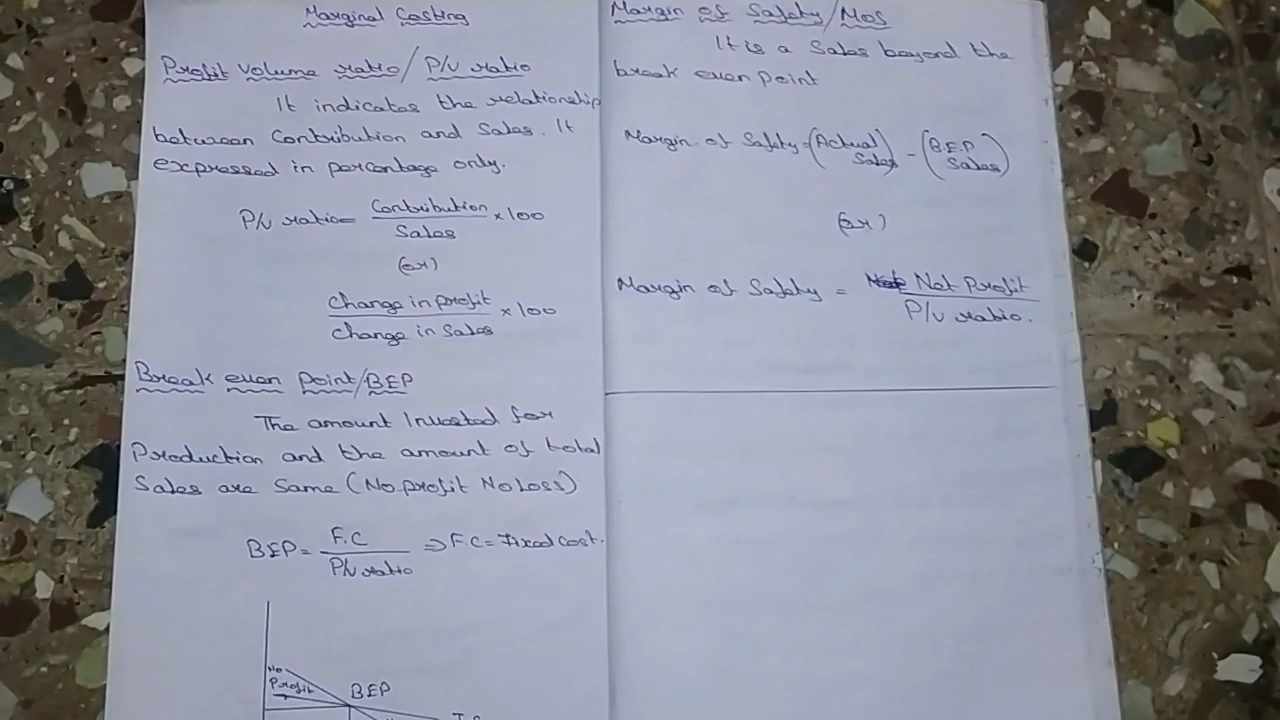 Marginal Costing
Profit volume ratio/ P/V ratio
It indicates the relationship
between Contribution and Sales. It
expressed in percentage only.
P/V ratio= Contribution/Sales × 100
(or)
change in profit/change in Sales × 100
Break even Point/BEP
The amount Invested for
Production and the amount of total
Sales are Same (No profit No Loss)
BEP = F.C/P/V ratio ⇒ F.C = Fixed Cost.
No
Profit
BEP
Margin of Safety/MOS
It is a Sales beyond the
break even point
Margin of Safety = (Actual Sales) - (BEP Sales)
(or)
Margin of Safety = Net Profit/P/V ratio.